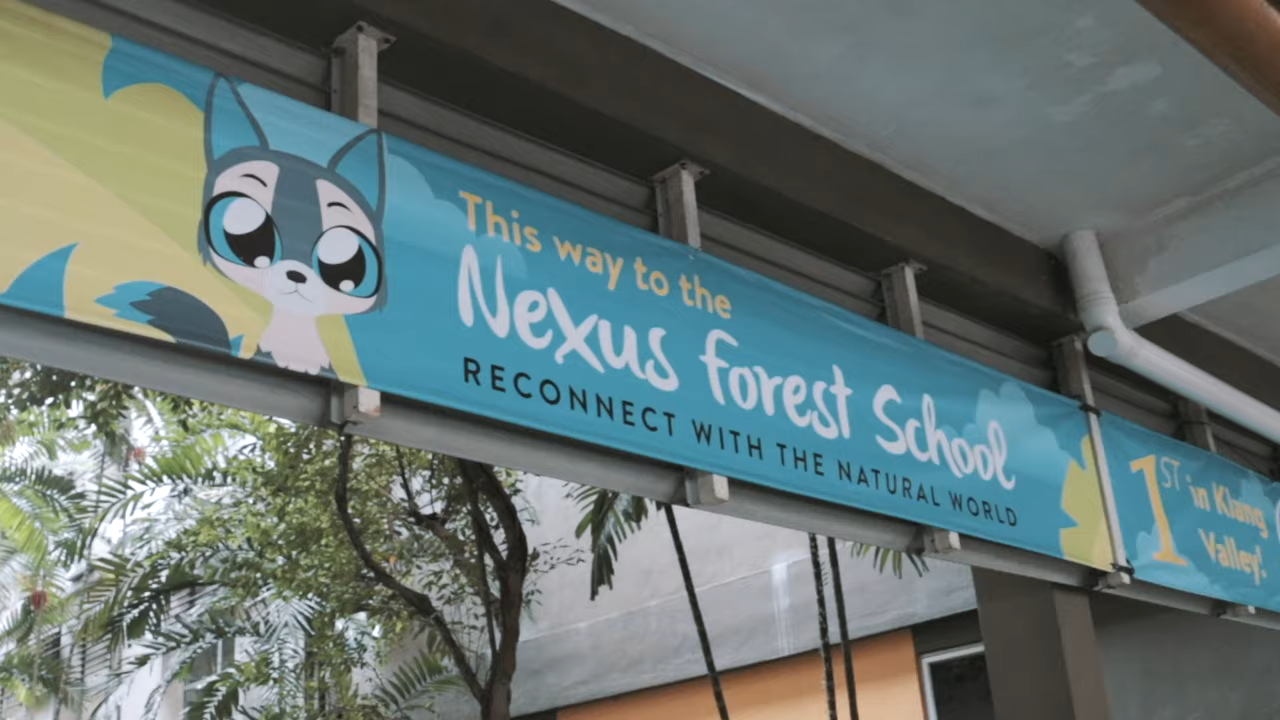 This way to the
Nexus Forest School
RECONNECT WITH THE NATURAL WORLD
1ST in Klang
Valley!